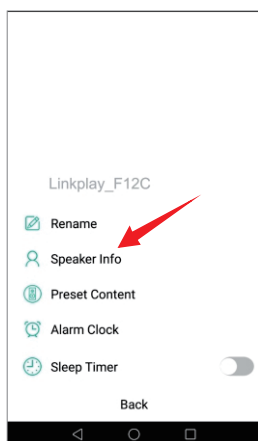 Linkplay_F12C
Rename
Speaker Info
Preset Content
Alarm Clock
Sleep Timer
Back